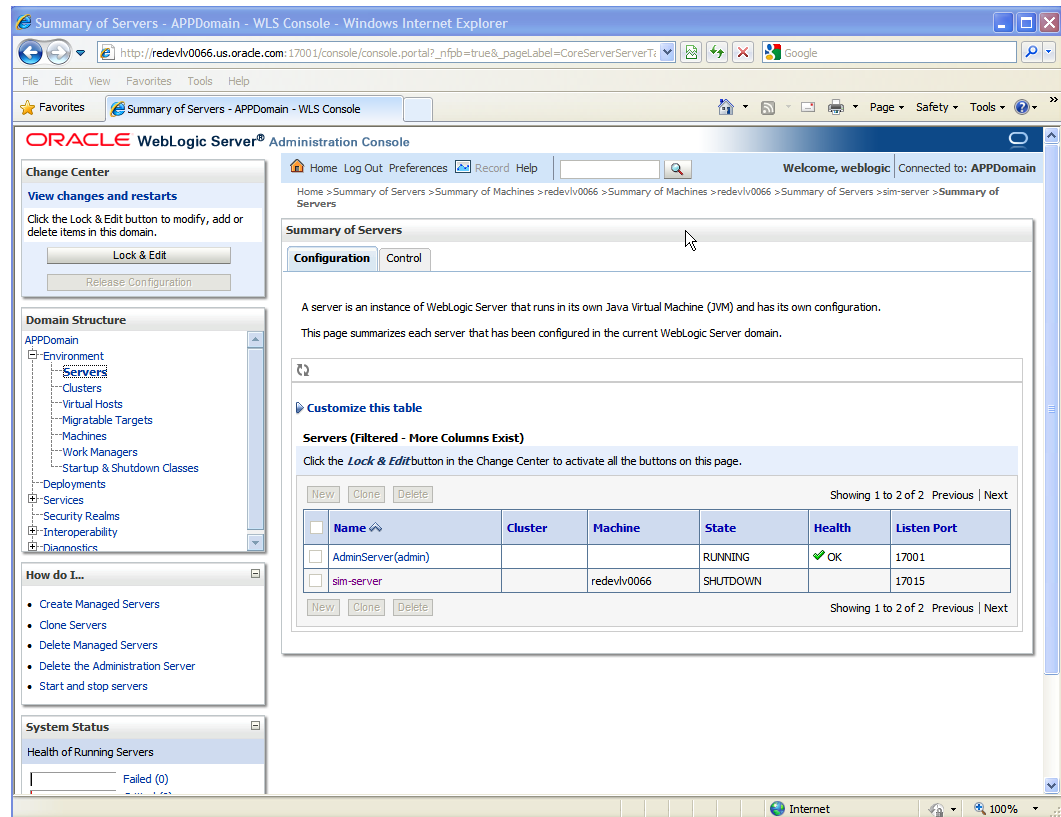 Summary of Servers - APPDomain - WLS Console - Windows Internet Explorer
http://redevlv0066.us.oracle.com:17001/console/console.portal?_nfpb=true&_pageLabel=CoreServerServerTa
Google
File Edit View Favorites Tools Help
Favorites
Summary of Servers - APPDomain - WLS Console
Page Safety Tools
ORACLE WebLogic Server® Administration Console
Change Center
View changes and restarts
Click the Lock & Edit button to modify, add or
delete items in this domain.
Lock & Edit
Release Configuration
Domain Structure
APPDomain
Environment
Servers
Clusters
Virtual Hosts
Migratable Targets
Machines
Work Managers
Startup & Shutdown Classes
Deployments
Services
Security Realms
Interoperability
Diagnostics
How do I...
Create Managed Servers
Clone Servers
Delete Managed Servers
Delete the Administration Server
Start and stop servers
System Status
Health of Running Servers
Failed (0)
Home Log Out Preferences Record Help
Welcome, weblogic Connected to: APPDomain
Home >Summary of Servers >Summary of Machines >redevlv0066 >Summary of Machines >redevlv0066 >Summary of Servers >sim-server >Summary of
Servers
Summary of Servers
Configuration Control
A server is an instance of WebLogic Server that runs in its own Java Virtual Machine (JVM) and has its own configuration.
This page summarizes each server that has been configured in the current WebLogic Server domain.
Customize this table
Servers (Filtered - More Columns Exist)
Click the Lock & Edit button in the Change Center to activate all the buttons on this page.
New Clone Delete Showing 1 to 2 of 2 Previous | Next
Name Cluster Machine State Health Listen Port
AdminServer(admin) RUNNING OK 17001
sim-server redevlv0066 SHUTDOWN 17015
New Clone Delete Showing 1 to 2 of 2 Previous | Next
Internet 100%